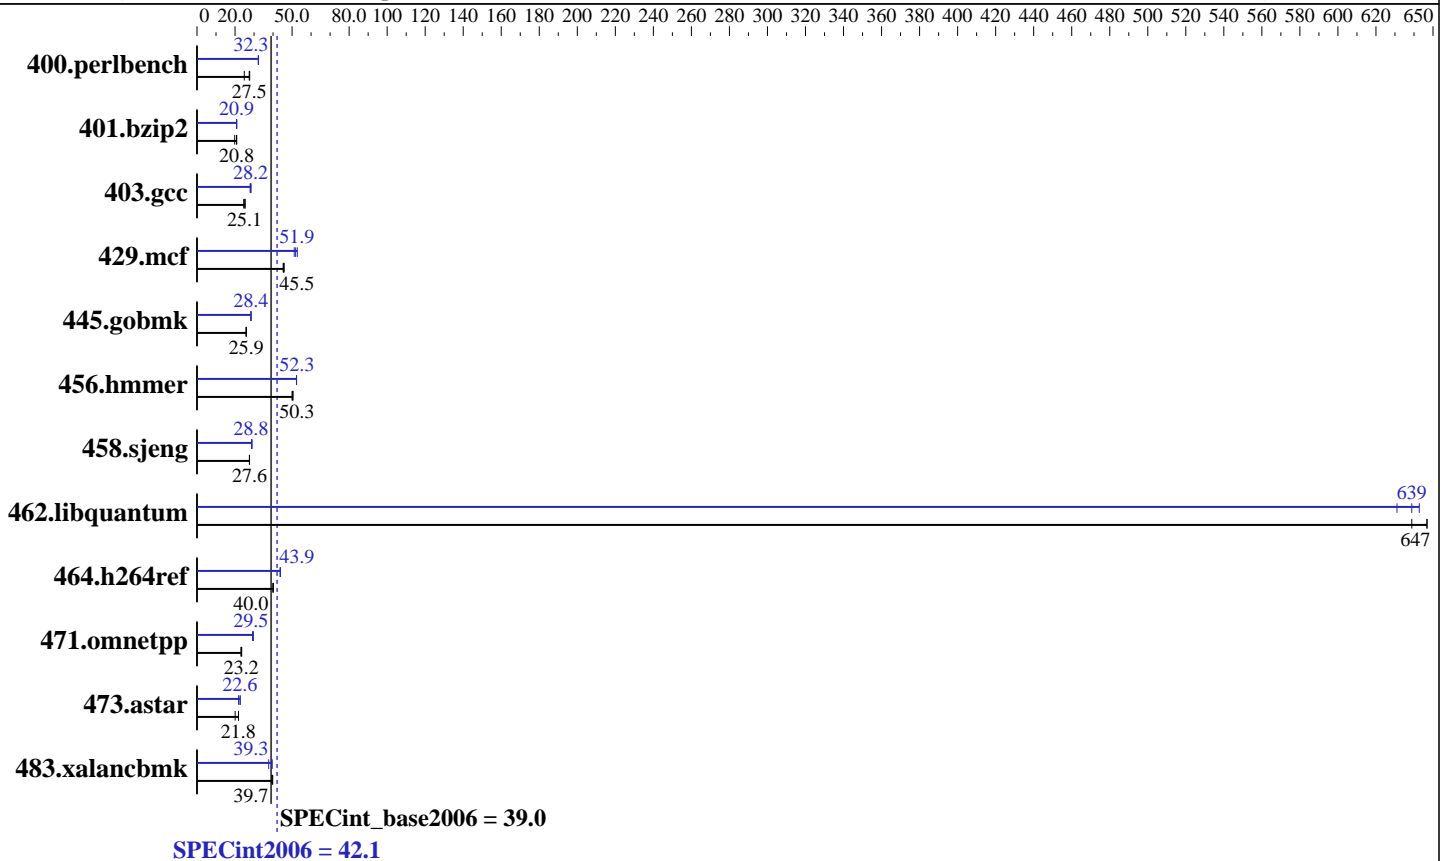 0 20.0 50.0 80.0 100 120 140 160 180 200 220 240 260 280 300 320 340 360 380 400 420 440 460 480 500 520 540 560 580 600 620 650
32.3
400.perlbench
27.5
20.9
401.bzip2
20.8
28.2
403.gcc
25.1
51.9
429.mcf
45.5
28.4
445.gobmk
25.9
52.3
456.hmmer
50.3
28.8
458.sjeng
27.6
639
462.libquantum
647
43.9
464.h264ref
40.0
29.5
471.omnetpp
23.2
22.6
473.astar
21.8
39.3
483.xalancbmk
39.7
SPECint_base2006 = 39.0
SPECint2006 = 42.1